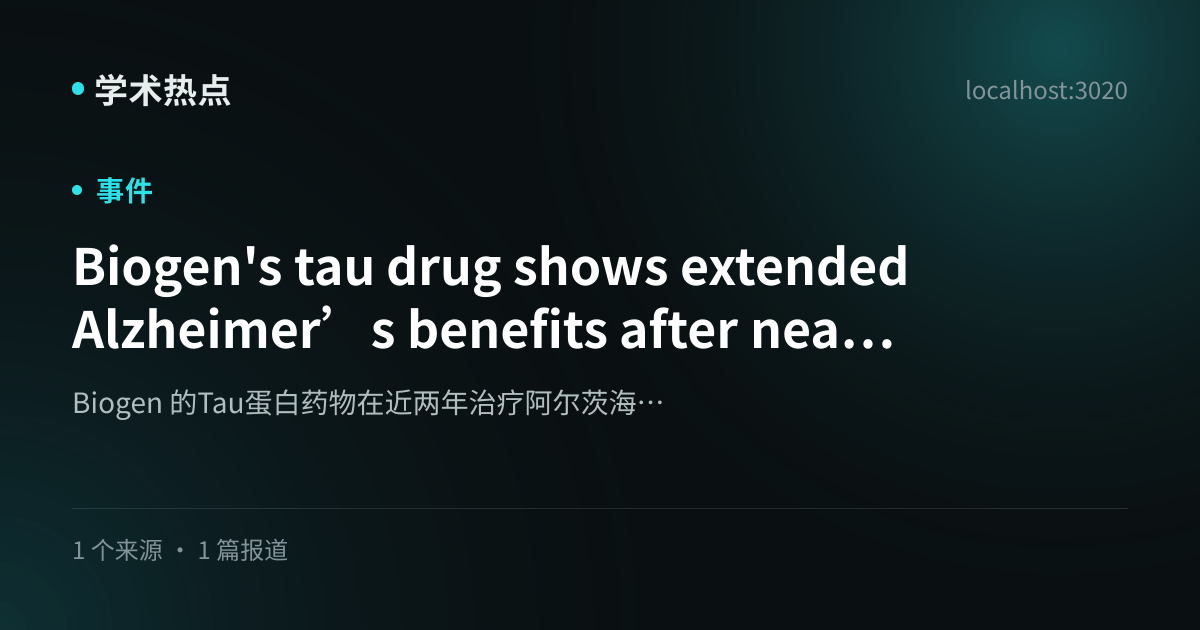 学术热点
localhost:3020
事件
Biogen's tau drug shows extended
Alzheimer’s benefits after nea…
Biogen 的Tau蛋白药物在近两年治疗阿尔茨海…
1 个来源 · 1 篇报道